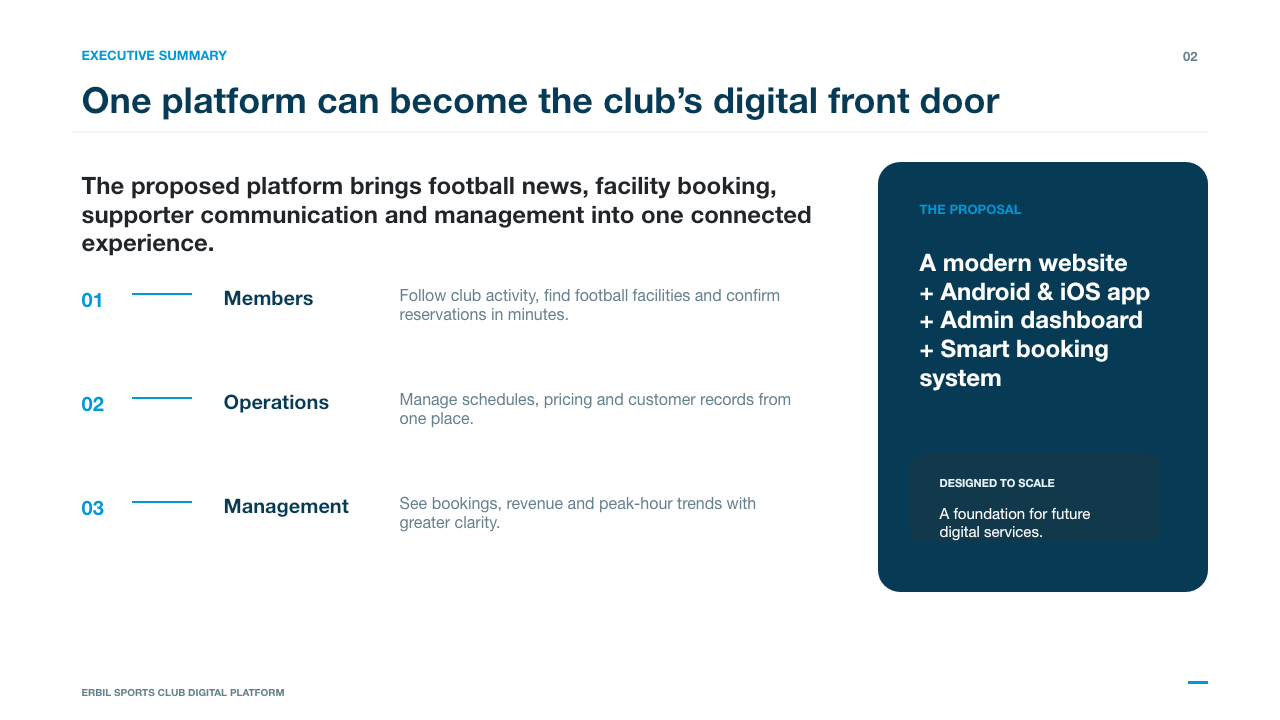 EXECUTIVE SUMMARY
02
One platform can become the club’s digital front door
The proposed platform brings football news, facility booking,
supporter communication and management into one connected
experience.
01
Members
Follow club activity, find football facilities and confirm
reservations in minutes.
02
Operations
Manage schedules, pricing and customer records from
one place.
03
Management
See bookings, revenue and peak-hour trends with
greater clarity.
THE PROPOSAL
A modern website
+ Android & iOS app
+ Admin dashboard
+ Smart booking
system
DESIGNED TO SCALE
A foundation for future
digital services.
ERBIL SPORTS CLUB DIGITAL PLATFORM